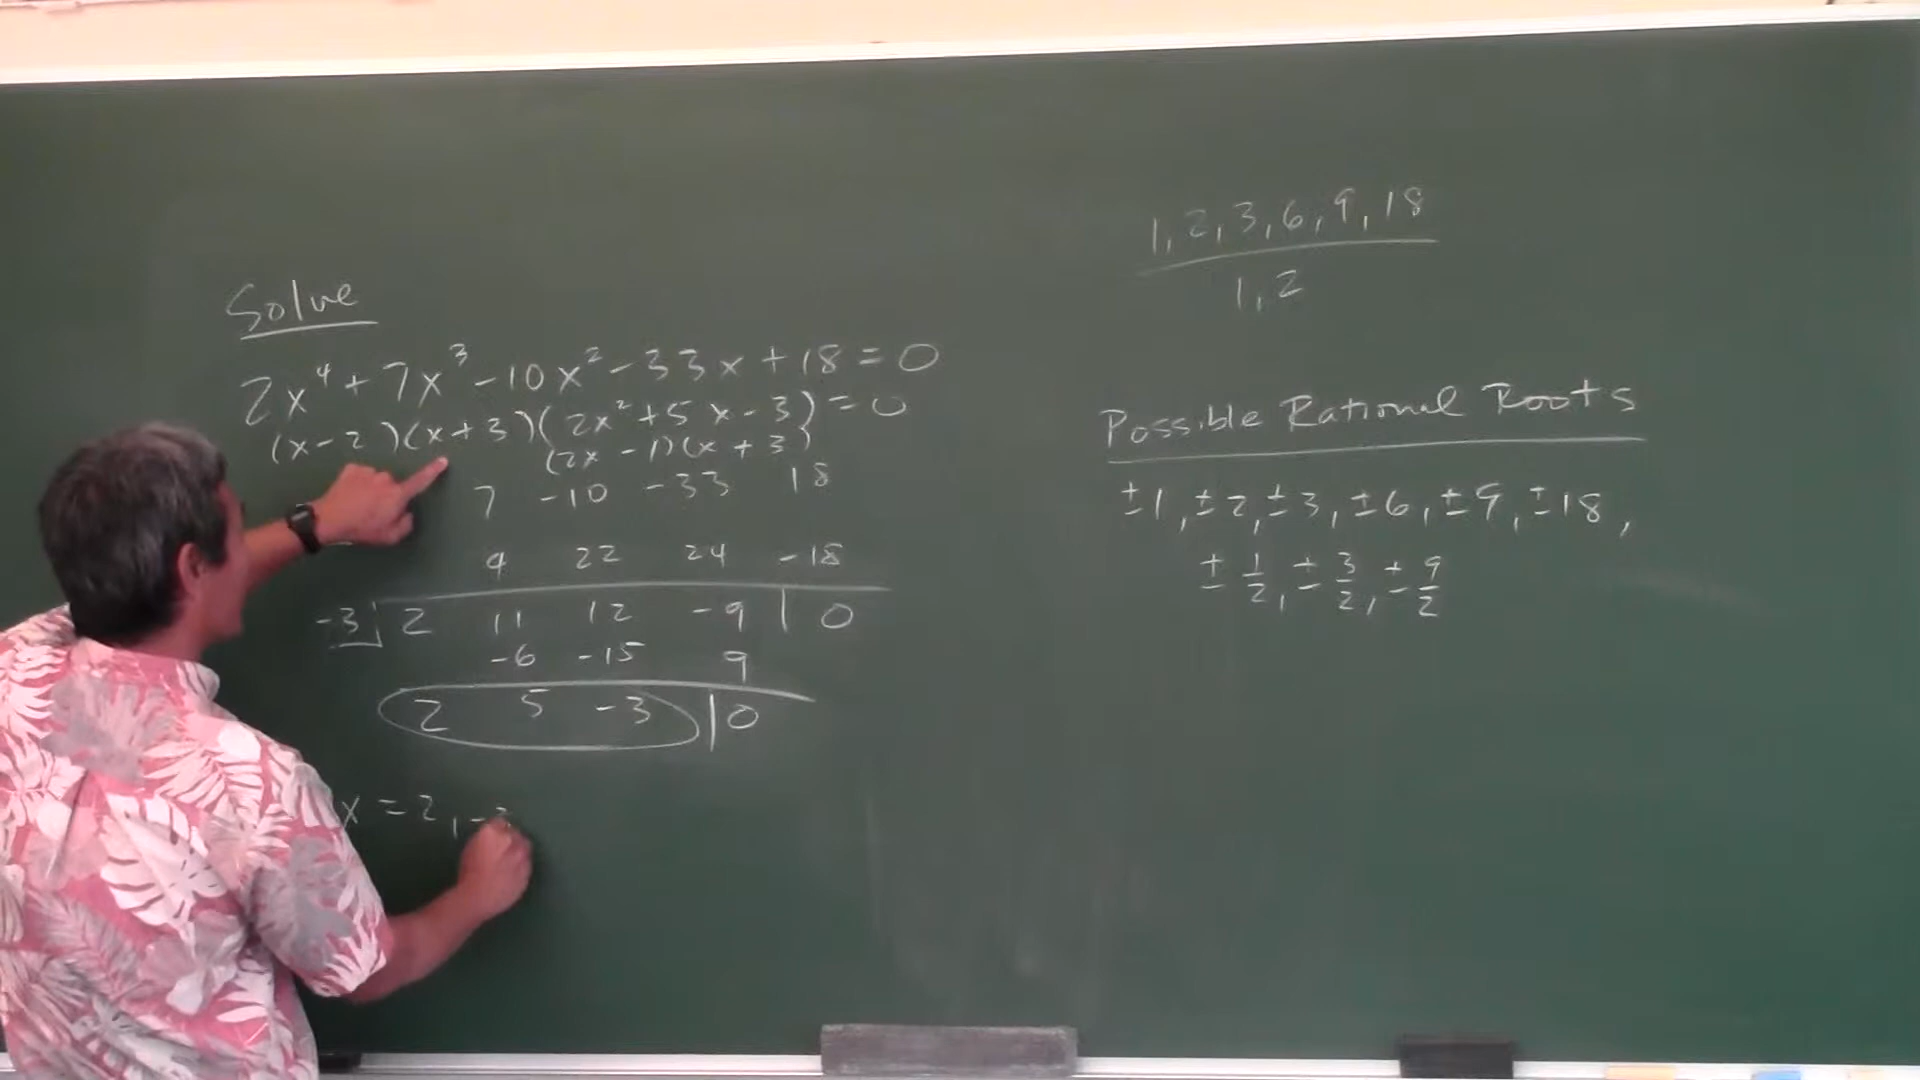 Solve
2x⁴ + 7x³ - 10x² - 33x + 18 = 0
(x - 2)(x + 3)(2x² + 5x - 3) = 0
(2x - 1)(x + 3)
7 -10 -33 18
4 22 24 -18
-3⌋ 2 11 12 -9 | 0
-6 -15 9
2 5 -3 | 0
x = 2, -3
1, 2, 3, 6, 9, 18
1, 2
Possible Rational Roots
±1, ±2, ±3, ±6, ±9, ±18,
±1/2, ±3/2, ±9/2